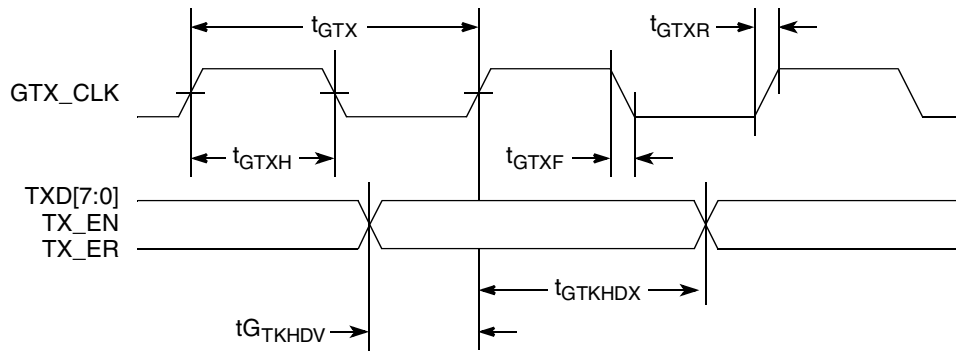 tGTX
tGTXR
GTX_CLK
tGTXH
tGTXF
TXD[7:0]
TX_EN
TX_ER
tGTKHDX
tGTKHDV